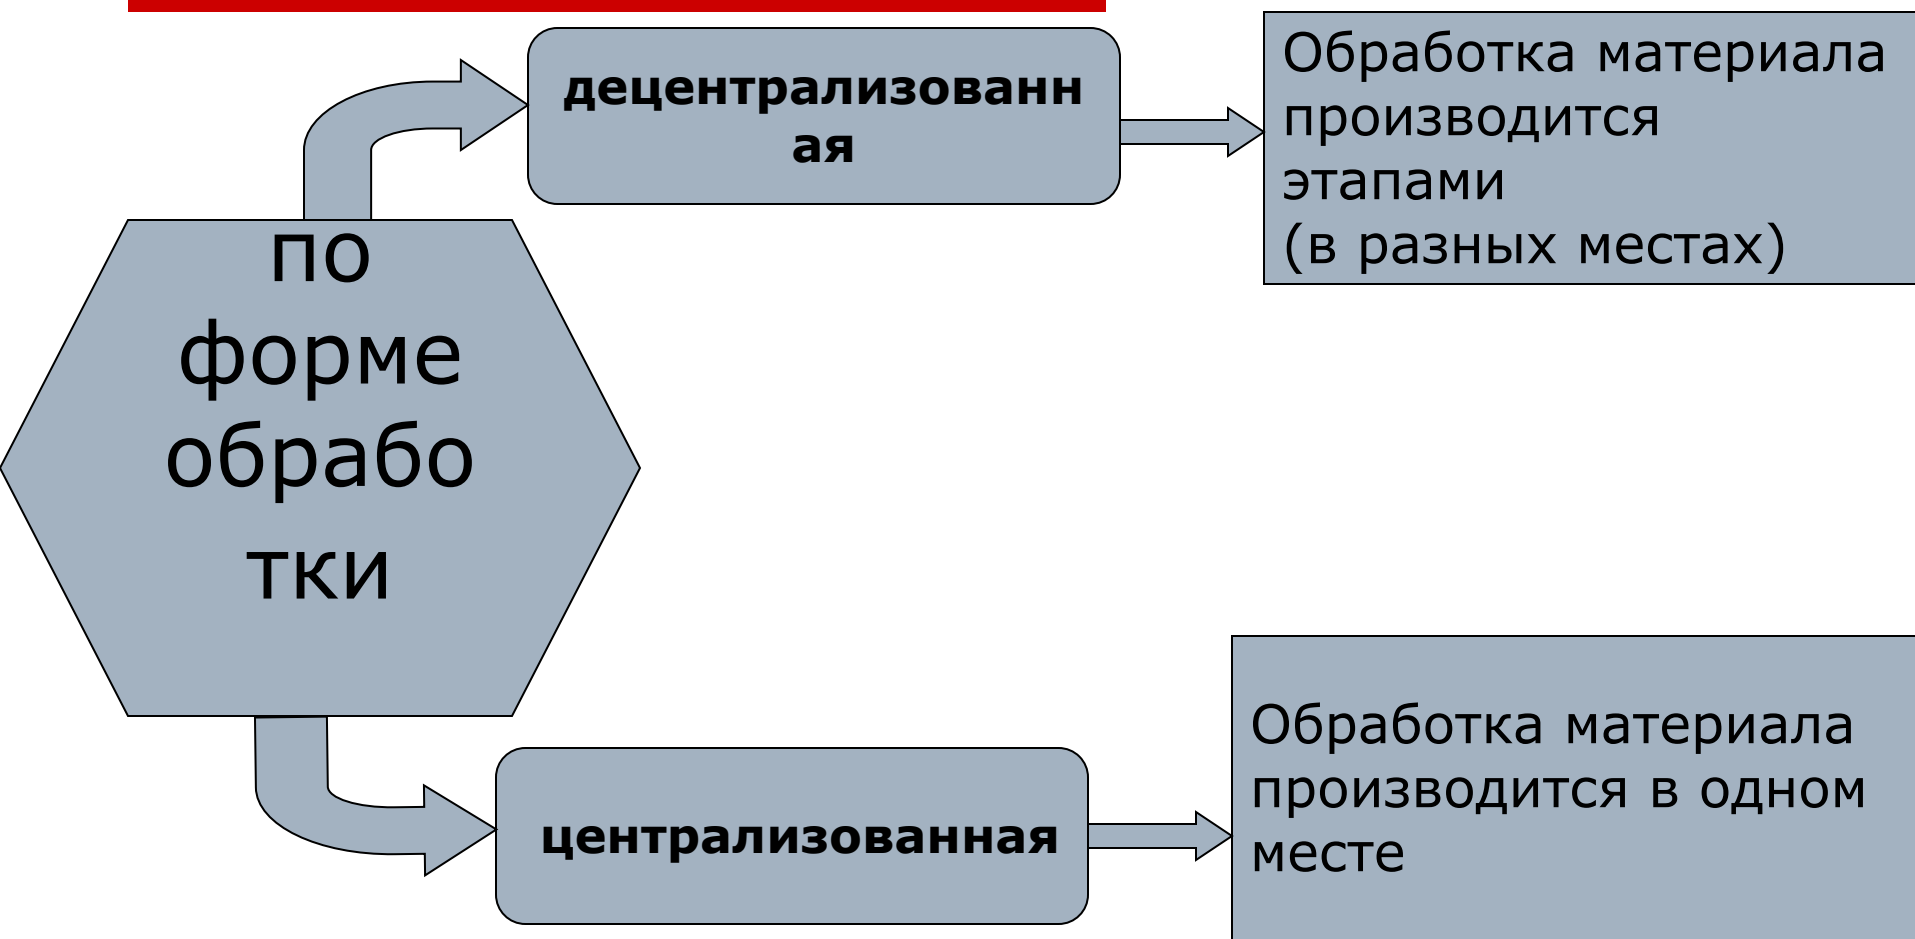 децентрализованн
ая
Обработка материала
производится
этапами
(в разных местах)
по
форме
обрабо
тки
централизованная
Обработка материала
производится в одном
месте